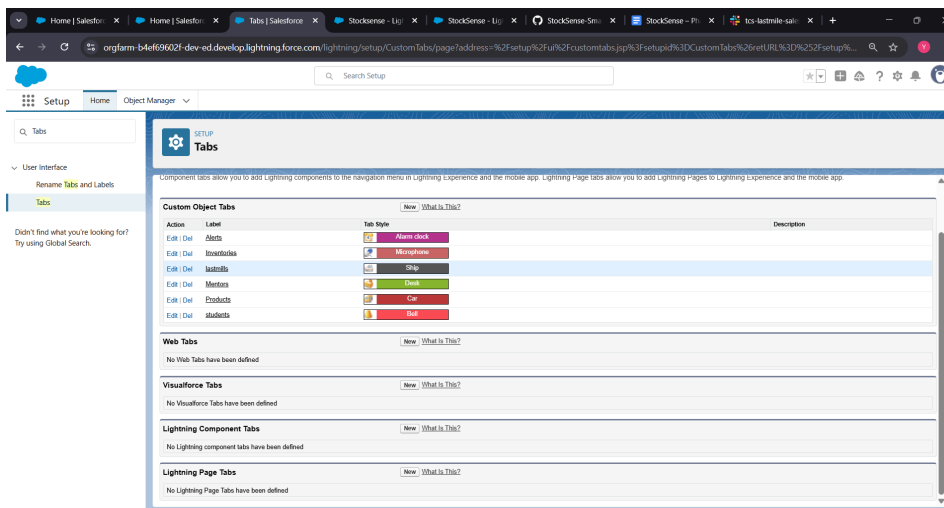 Home | Salesforc
Home | Salesforc
Tabs | Salesforce
Stocksense - Ligh
StockSense - Ligh
StockSense-Sma
StockSense – Ph
tcs-lastmile-sale
orgfarm-b4ef69602f-dev-ed.develop.lightning.force.com/lightning/setup/CustomTabs/page?address=%2Fsetup%2Fui%2Fcustomtabs.jsp%3Fsetupid%3DCustomTabs%26retURL%3D%252Fsetup%...
Y
Search Setup
Setup
Home
Object Manager
Tabs
SETUP
Tabs
User Interface
Rename Tabs and Labels
Tabs
Didn't find what you're looking for?
Try using Global Search.
Component tabs allow you to add Lightning components to the navigation menu in Lightning Experience and the mobile app. Lightning Page tabs allow you to add Lightning Pages to Lightning Experience and the mobile app.
Custom Object Tabs New What Is This?
Action Label Tab Style Description
Edit | Del Alerts Alarm clock
Edit | Del Inventories Microphone
Edit | Del lastmills Ship
Edit | Del Mentors Desk
Edit | Del Products Car
Edit | Del students Bell
Web Tabs New What Is This?
No Web Tabs have been defined
Visualforce Tabs New What Is This?
No Visualforce Tabs have been defined
Lightning Component Tabs New What Is This?
No Lightning component tabs have been defined
Lightning Page Tabs New What Is This?
No Lightning Page Tabs have been defined